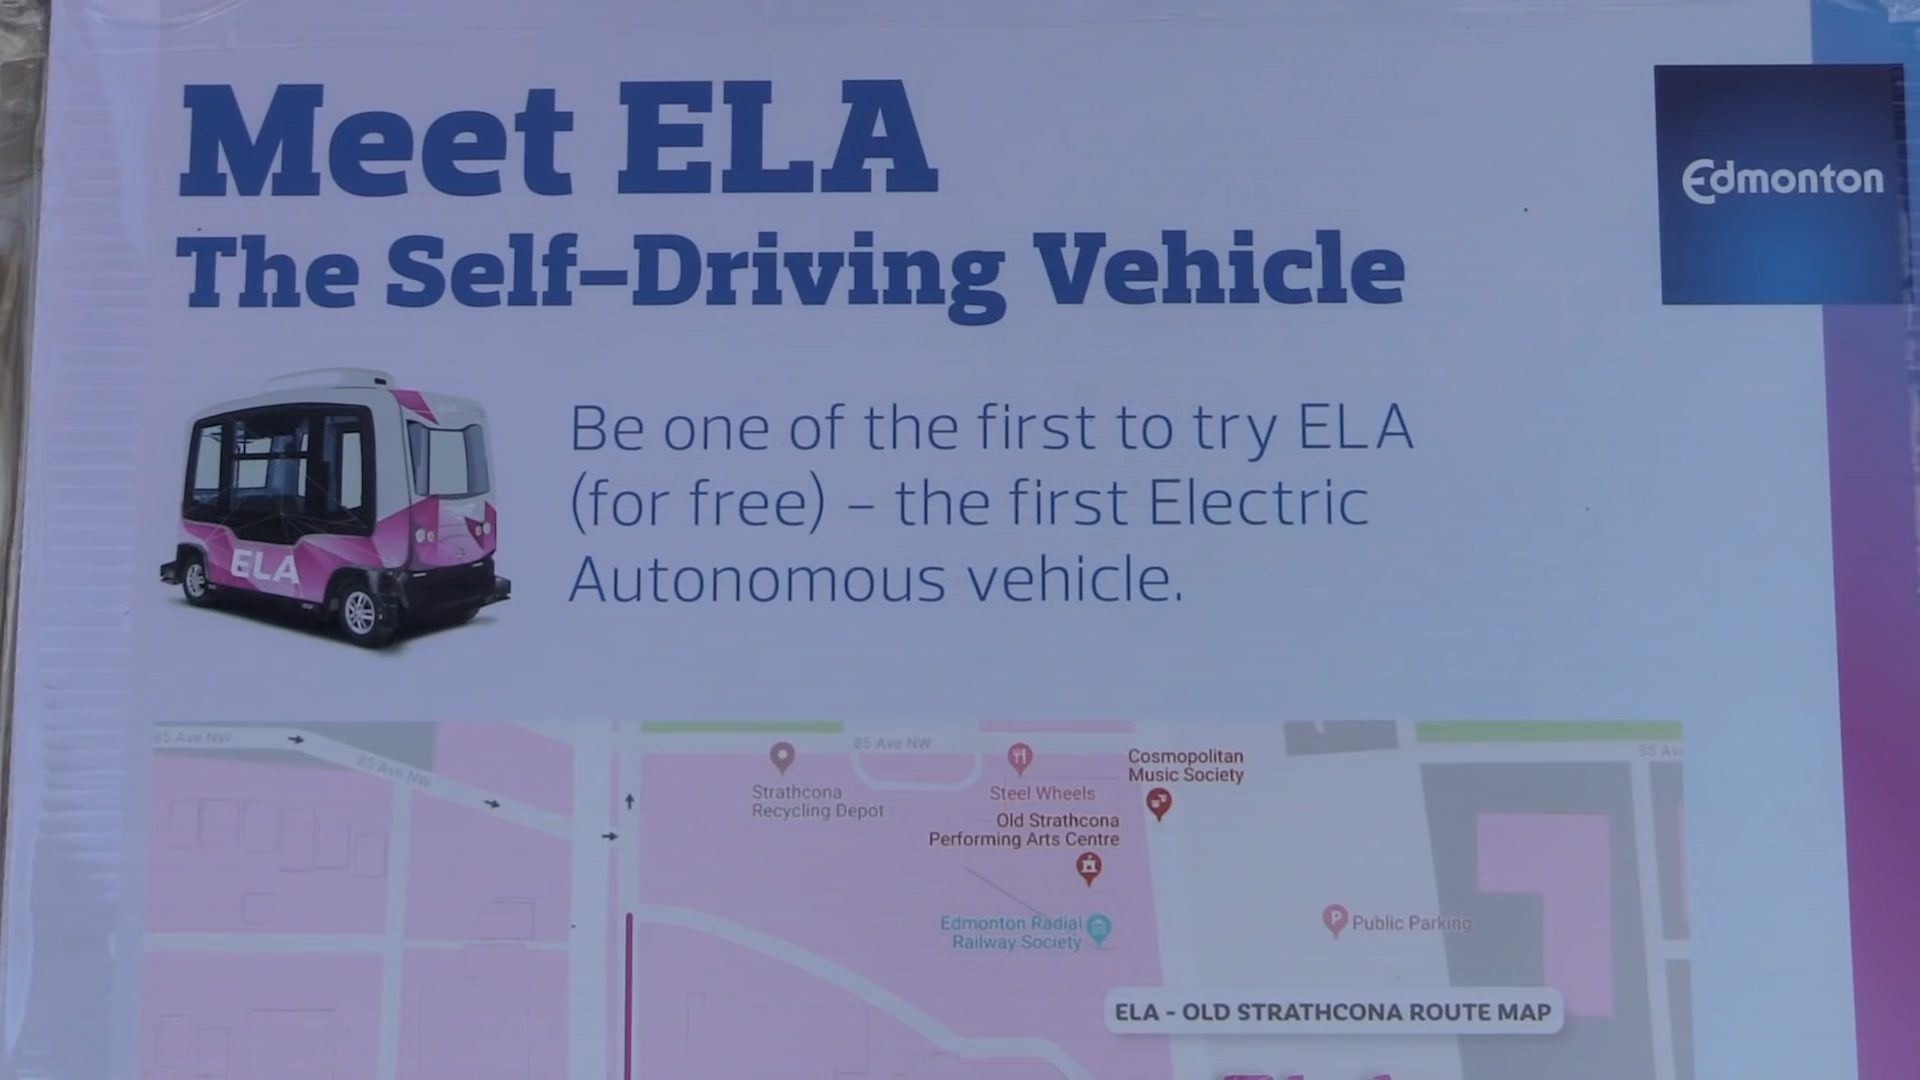 Meet ELA
The Self-Driving Vehicle
Edmonton
Be one of the first to try ELA
(for free) – the first Electric
Autonomous vehicle.
ELA
85 Ave NW
85 Ave NW
85 Ave NW
Strathcona
Recycling Depot
Steel Wheels
Cosmopolitan
Music Society
Old Strathcona
Performing Arts Centre
Edmonton Radial
Railway Society
P
Public Parking
ELA - OLD STRATHCONA ROUTE MAP